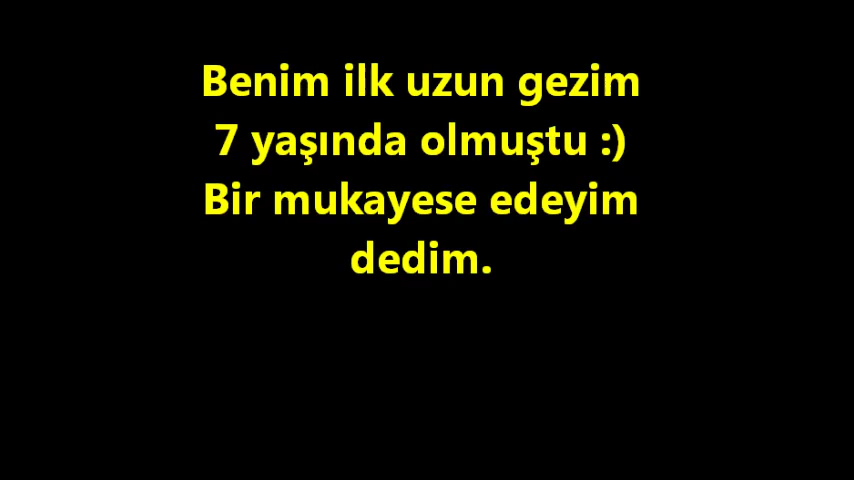 Benim ilk uzun gezim
7 yaşında olmuştu :)
Bir mukayese edeyim
dedim.